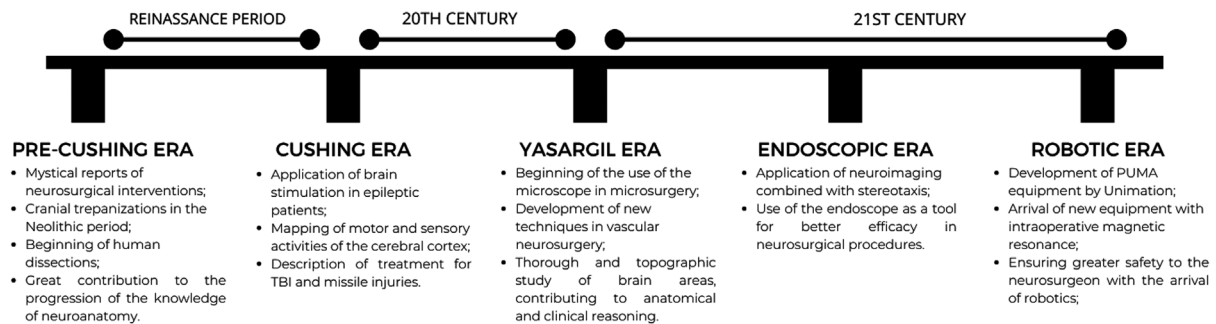 REINASSANCE PERIOD
20TH CENTURY
21ST CENTURY
PRE-CUSHING ERA
• Mystical reports of
neurosurgical interventions;
• Cranial trepanizations in the
Neolithic period;
• Beginning of human
dissections;
• Great contribution to the
progression of the knowledge
of neuroanatomy.
CUSHING ERA
• Application of brain
stimulation in epileptic
patients;
• Mapping of motor and sensory
activities of the cerebral cortex;
• Description of treatment for
TBI and missile injuries.
YASARGIL ERA
• Beginning of the use of the
microscope in microsurgery;
• Development of new
techniques in vascular
neurosurgery;
• Thorough and topographic
study of brain areas,
contributing to anatomical
and clinical reasoning.
ENDOSCOPIC ERA
• Application of neuroimaging
combined with stereotaxis;
• Use of the endoscope as a tool
for better efficacy in
neurosurgical procedures.
ROBOTIC ERA
• Development of PUMA
equipment by Unimation;
• Arrival of new equipment with
intraoperative magnetic
resonance;
• Ensuring greater safety to the
neurosurgeon with the arrival
of robotics;